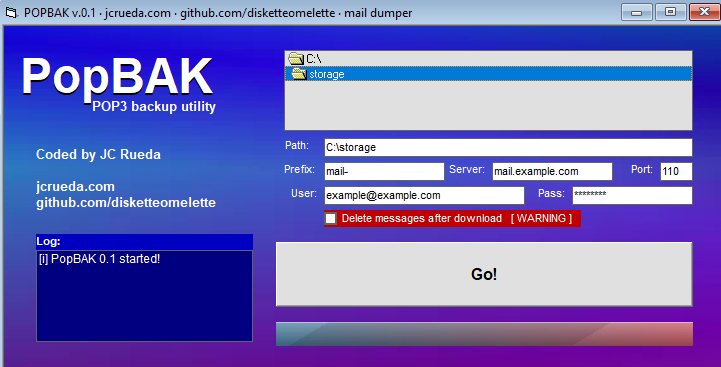 POPBAK v.0.1 · jcrueda.com · github.com/disketteomelette · mail dumper
PopBAK
POP3 backup utility
Coded by JC Rueda
jcrueda.com
github.com/disketteomelette
Log:
[i] PopBAK 0.1 started!
C:\
storage
Path: C:\storage
Prefix: mail- Server: mail.example.com Port: 110
User: example@example.com Pass: ********
Delete messages after download [ WARNING ]
Go!